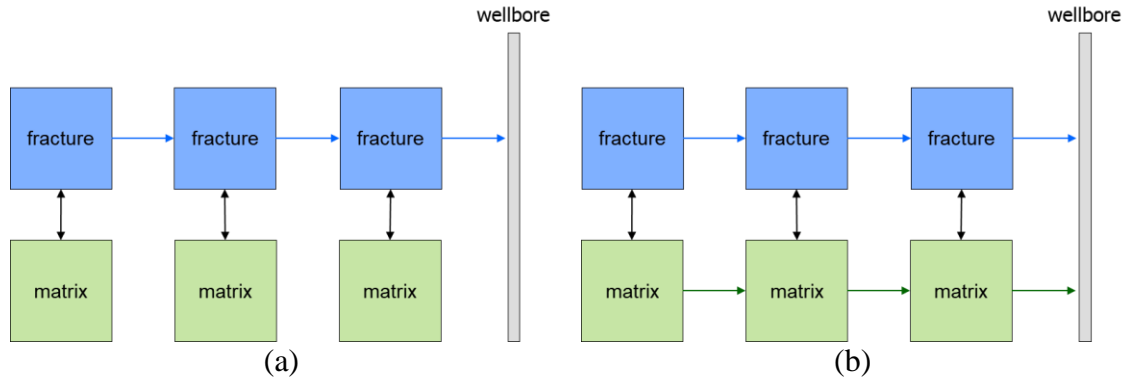 wellbore wellbore
fracture fracture fracture fracture fracture fracture
matrix matrix matrix matrix matrix matrix
(a) (b)